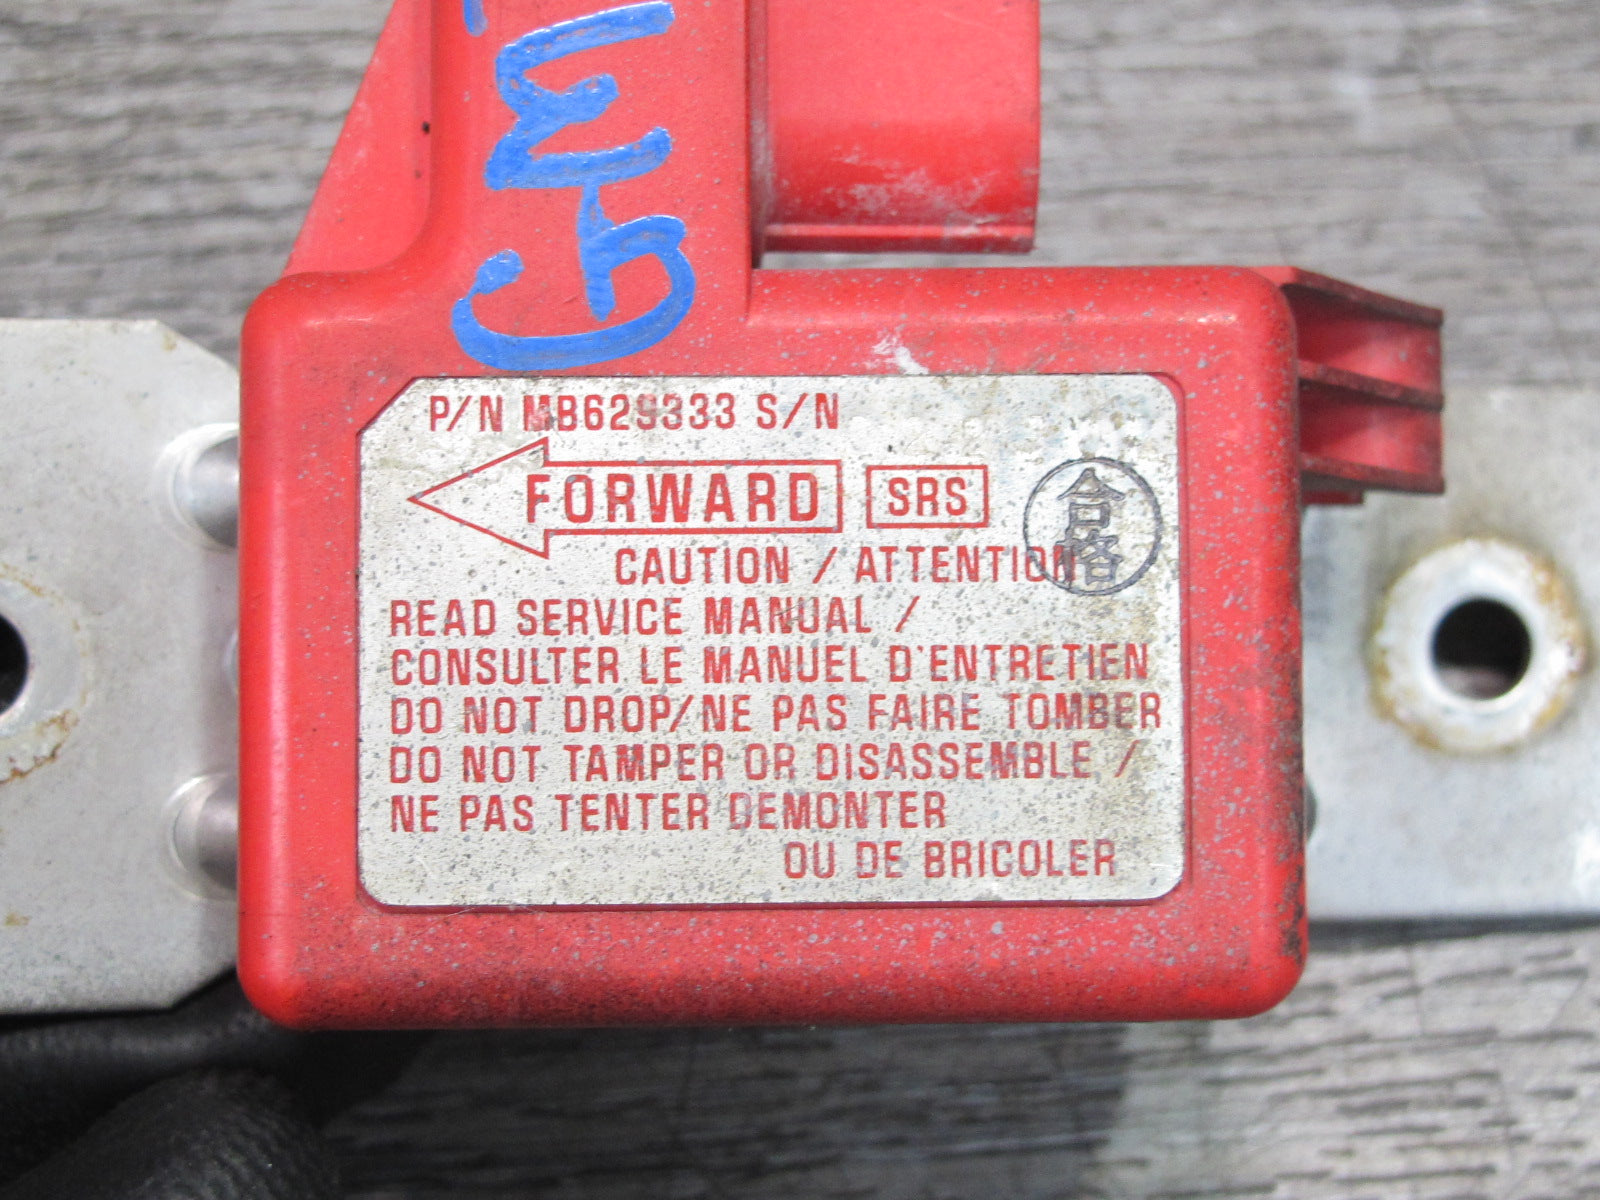 P/N MB629333 S/N
FORWARD SRS
合格
CAUTION / ATTENTION
READ SERVICE MANUAL /
CONSULTER LE MANUEL D'ENTRETIEN
DO NOT DROP/NE PAS FAIRE TOMBER
DO NOT TAMPER OR DISASSEMBLE /
NE PAS TENTER DEMONTER
OU DE BRICOLER